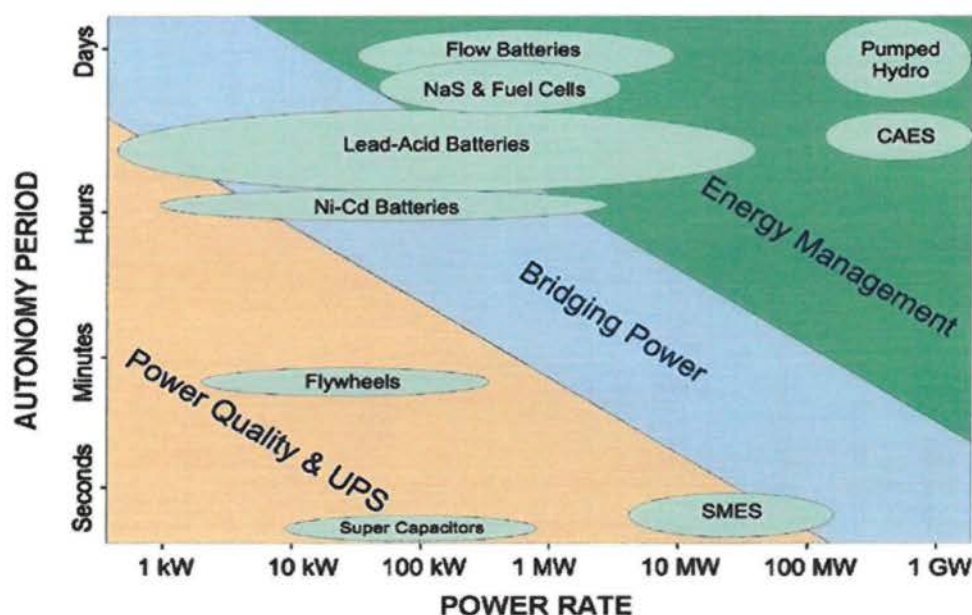 Days
Hours
Minutes
Seconds
AUTONOMY PERIOD
Flow Batteries
NaS & Fuel Cells
Pumped
Hydro
Lead-Acid Batteries
CAES
Ni-Cd Batteries
Energy Management
Bridging Power
Flywheels
Power Quality & UPS
Super Capacitors
SMES
1 kW
10 kW
100 kW
1 MW
10 MW
100 MW
1 GW
POWER RATE